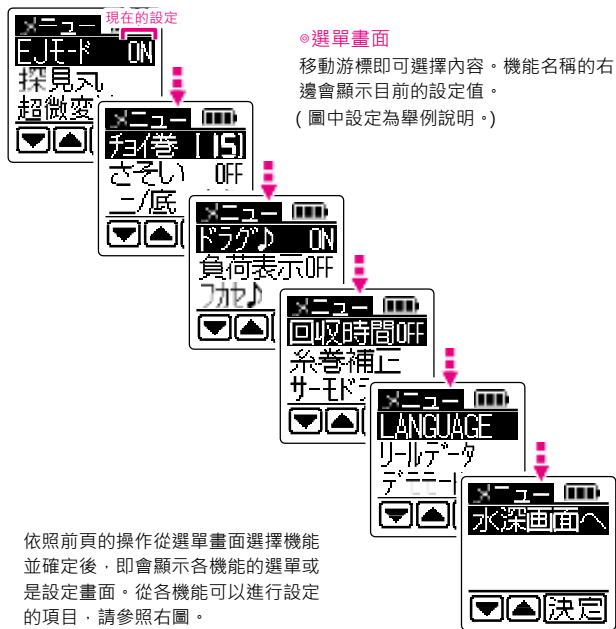 現在の設定
メニュー
EJモード ON
探見丸
超微変
◎選單畫面
移動游標即可選擇內容。機能名稱的右
邊會顯示目前的設定值。
( 圖中設定為舉例說明。)
メニュー
チョイ巻 [ 15]
さそい OFF
ニ/底
メニュー
ドラグ♪ ON
負荷表示OFF
フカセ♪
メニュー
回収時間OFF
糸巻補正
サーモド
メニュー
LANGUAGE
リールデータ
デモモード
メニュー
水深画面へ
決定
依照前頁的操作從選單畫面選擇機能
並確定後，即會顯示各機能的選單或
是設定畫面。從各機能可以進行設定
的項目，請參照右圖。